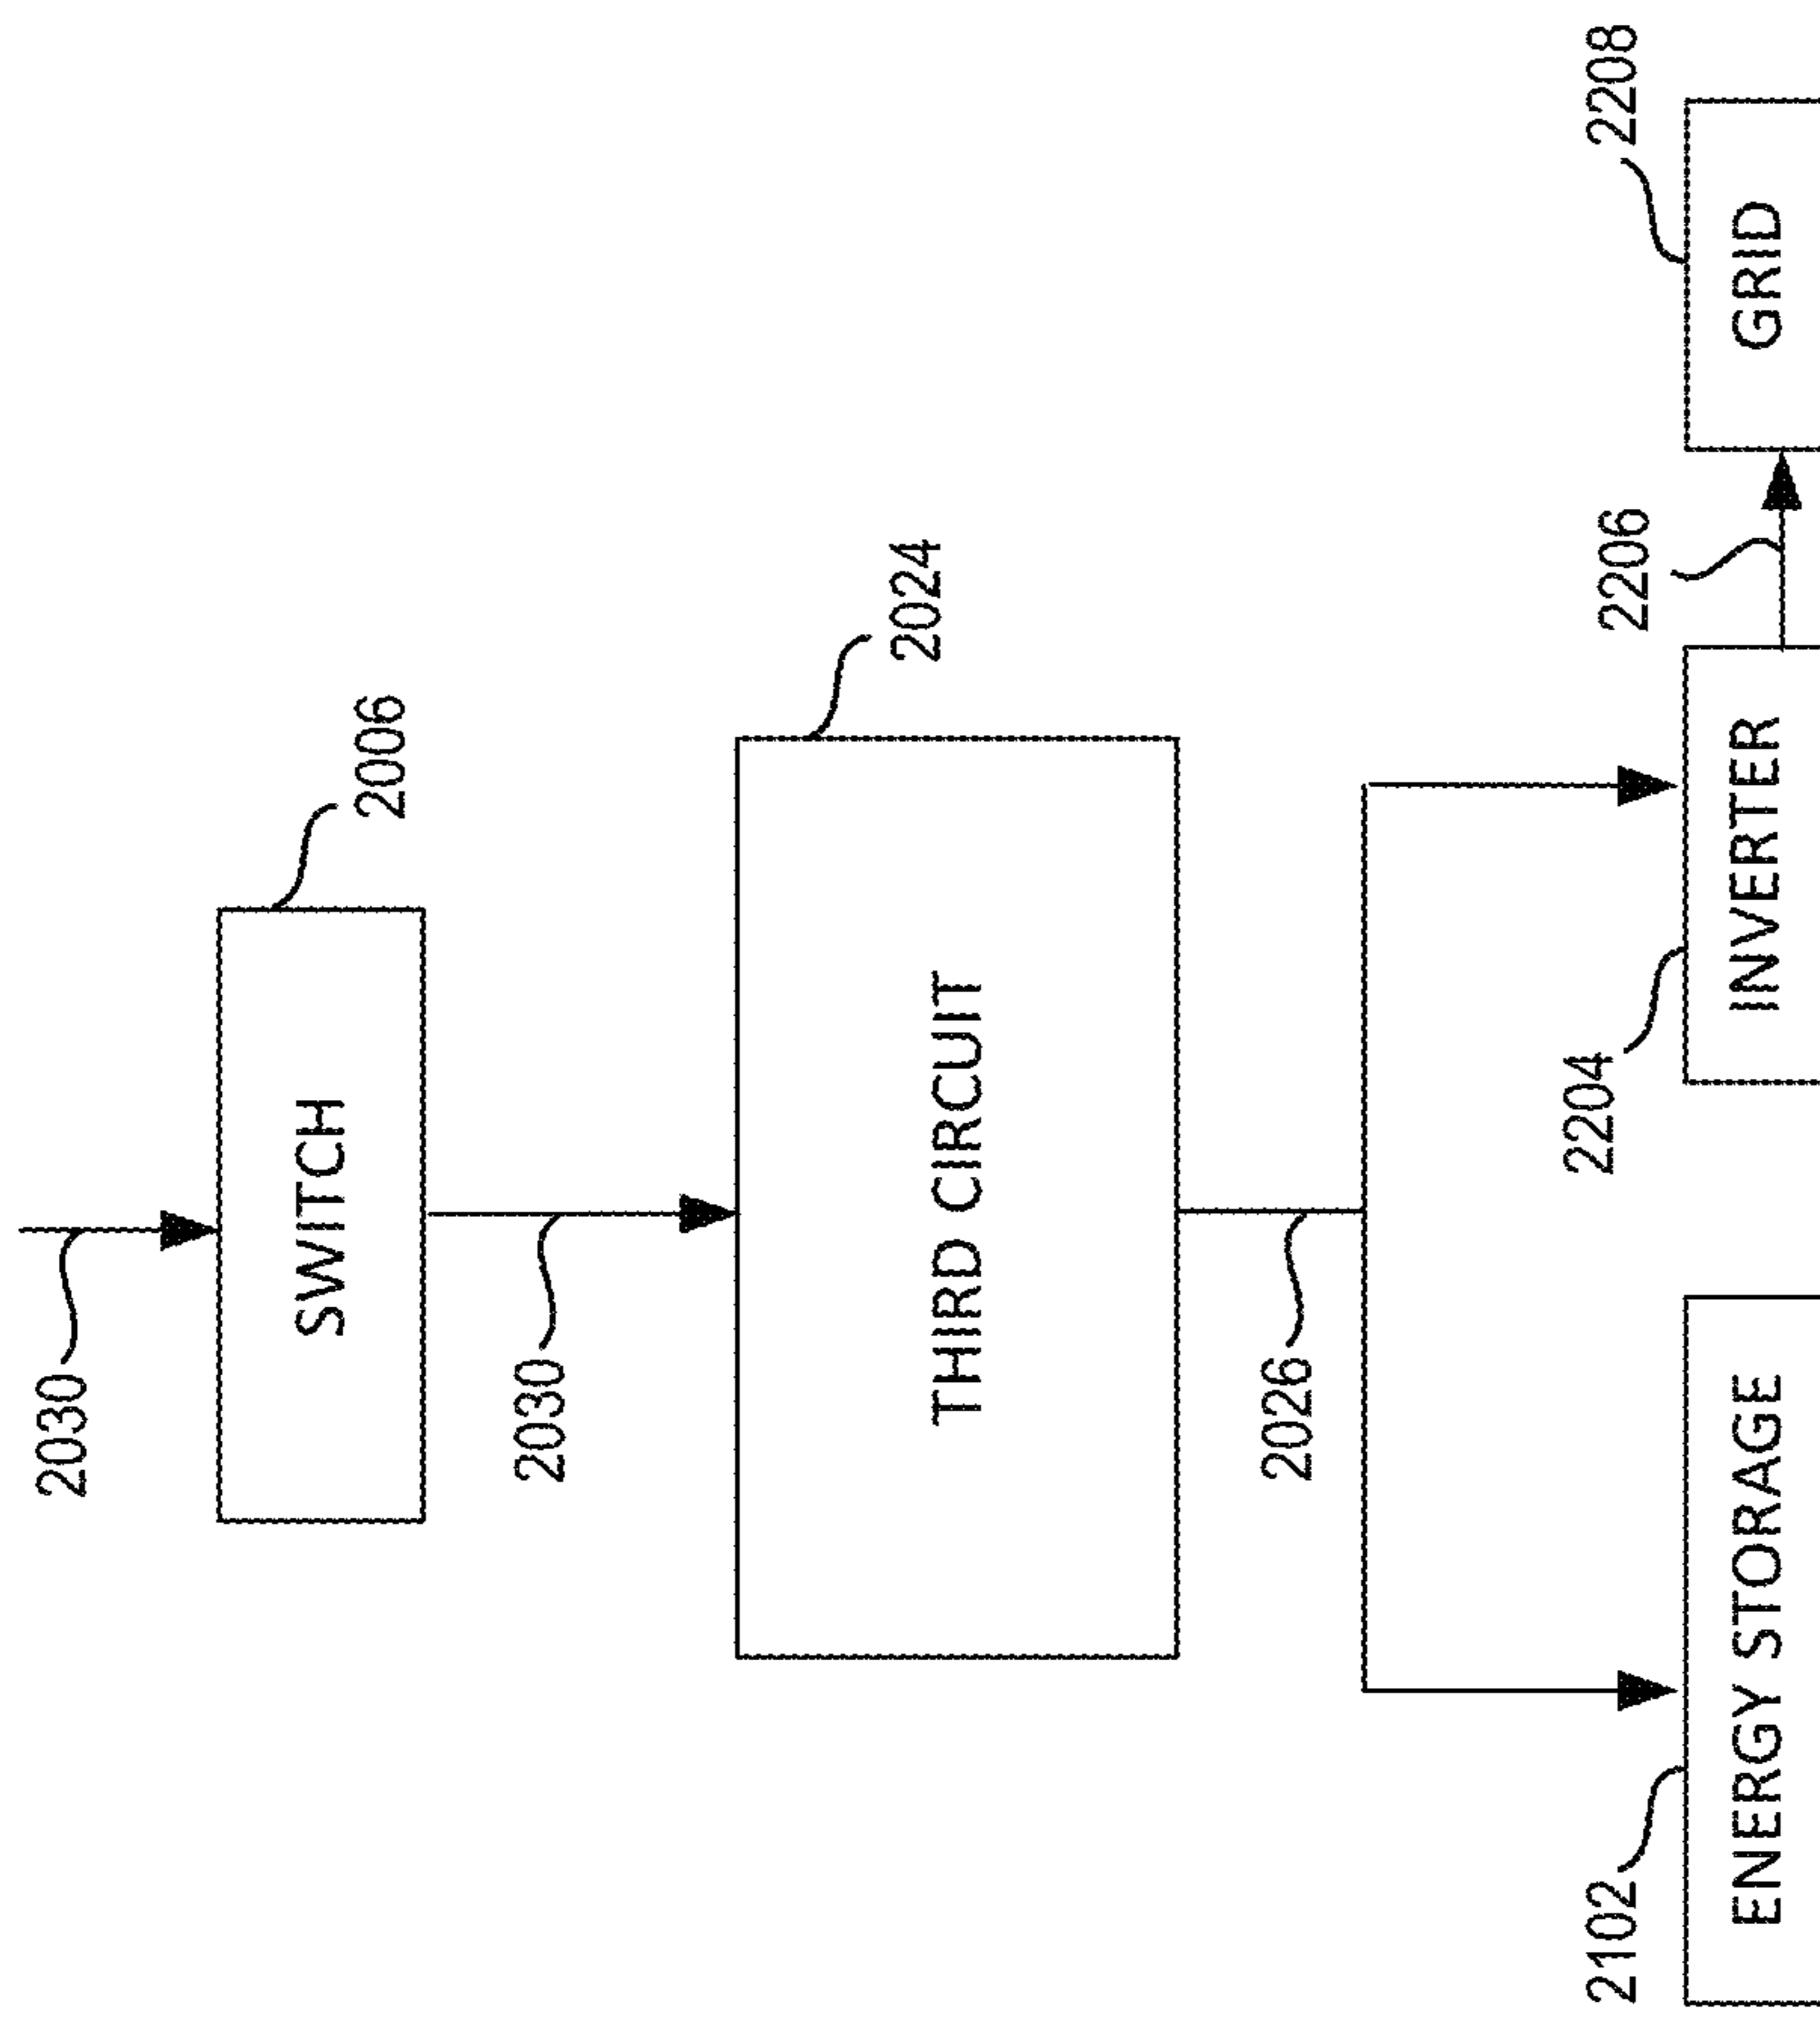 2030
SWITCH
2006
2030
THIRD CIRCUIT
2024
2026
2102
ENERGY STORAGE
2204
INVERTER
2206
2208
GRID